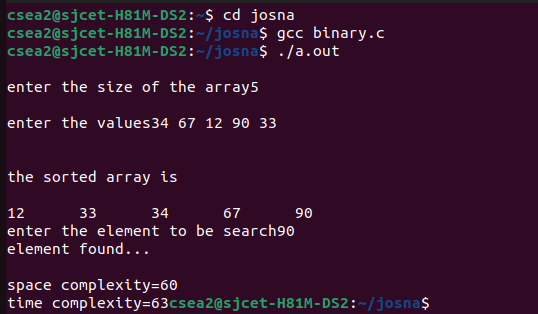 csea2@sjcet-H81M-DS2:~$ cd josna
csea2@sjcet-H81M-DS2:~/josna$ gcc binary.c
csea2@sjcet-H81M-DS2:~/josna$ ./a.out
enter the size of the array5
enter the values34 67 12 90 33
the sorted array is
12 33 34 67 90
enter the element to be search90
element found...
space complexity=60
time complexity=63csea2@sjcet-H81M-DS2:~/josna$